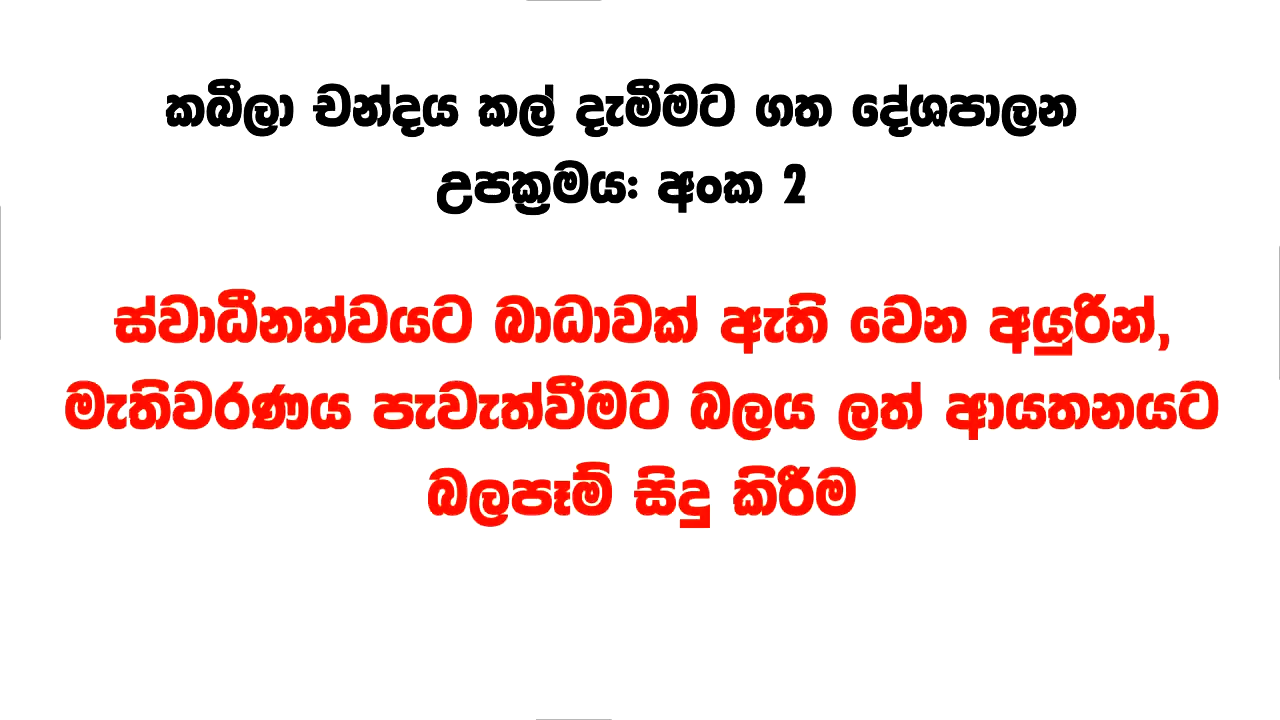 කබීලා චන්දය කල් දැමීමට ගත දේශපාලන
උපක්‍රමය: අංක 2
ස්වාධීනත්වයට බාධාවක් ඇති වෙන අයුරින්,
මැතිවරණය පැවැත්වීමට බලය ලත් ආයතනයට
බලපෑම් සිදු කිරීම